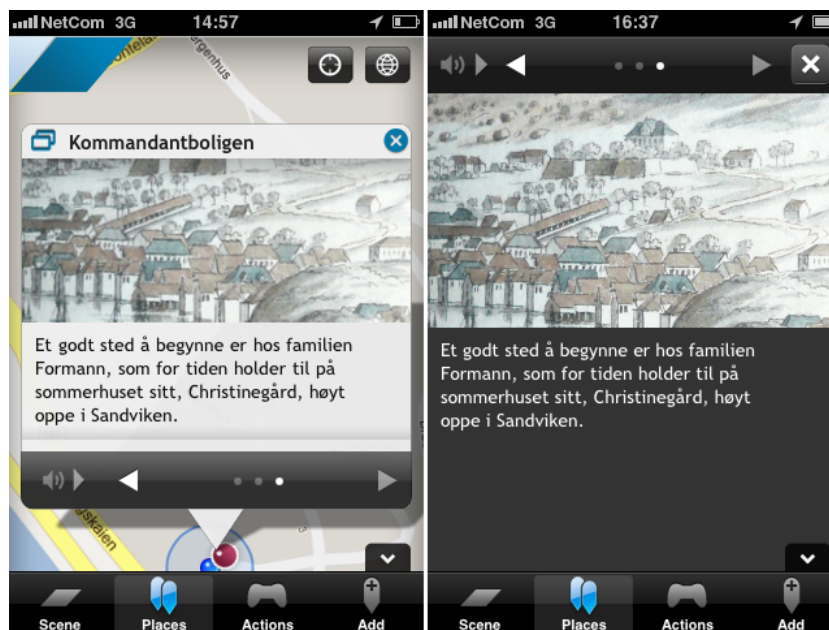 NetCom 3G 14:57
ergenhus
Kommandantboligen
Et godt sted å begynne er hos familien
Formann, som for tiden holder til på
sommerhuset sitt, Christinegård, høyt
oppe i Sandviken.
3
Scene Places Actions Add
NetCom 3G 16:37
Et godt sted å begynne er hos familien
Formann, som for tiden holder til på
sommerhuset sitt, Christinegård, høyt
oppe i Sandviken.
Scene Places Actions Add